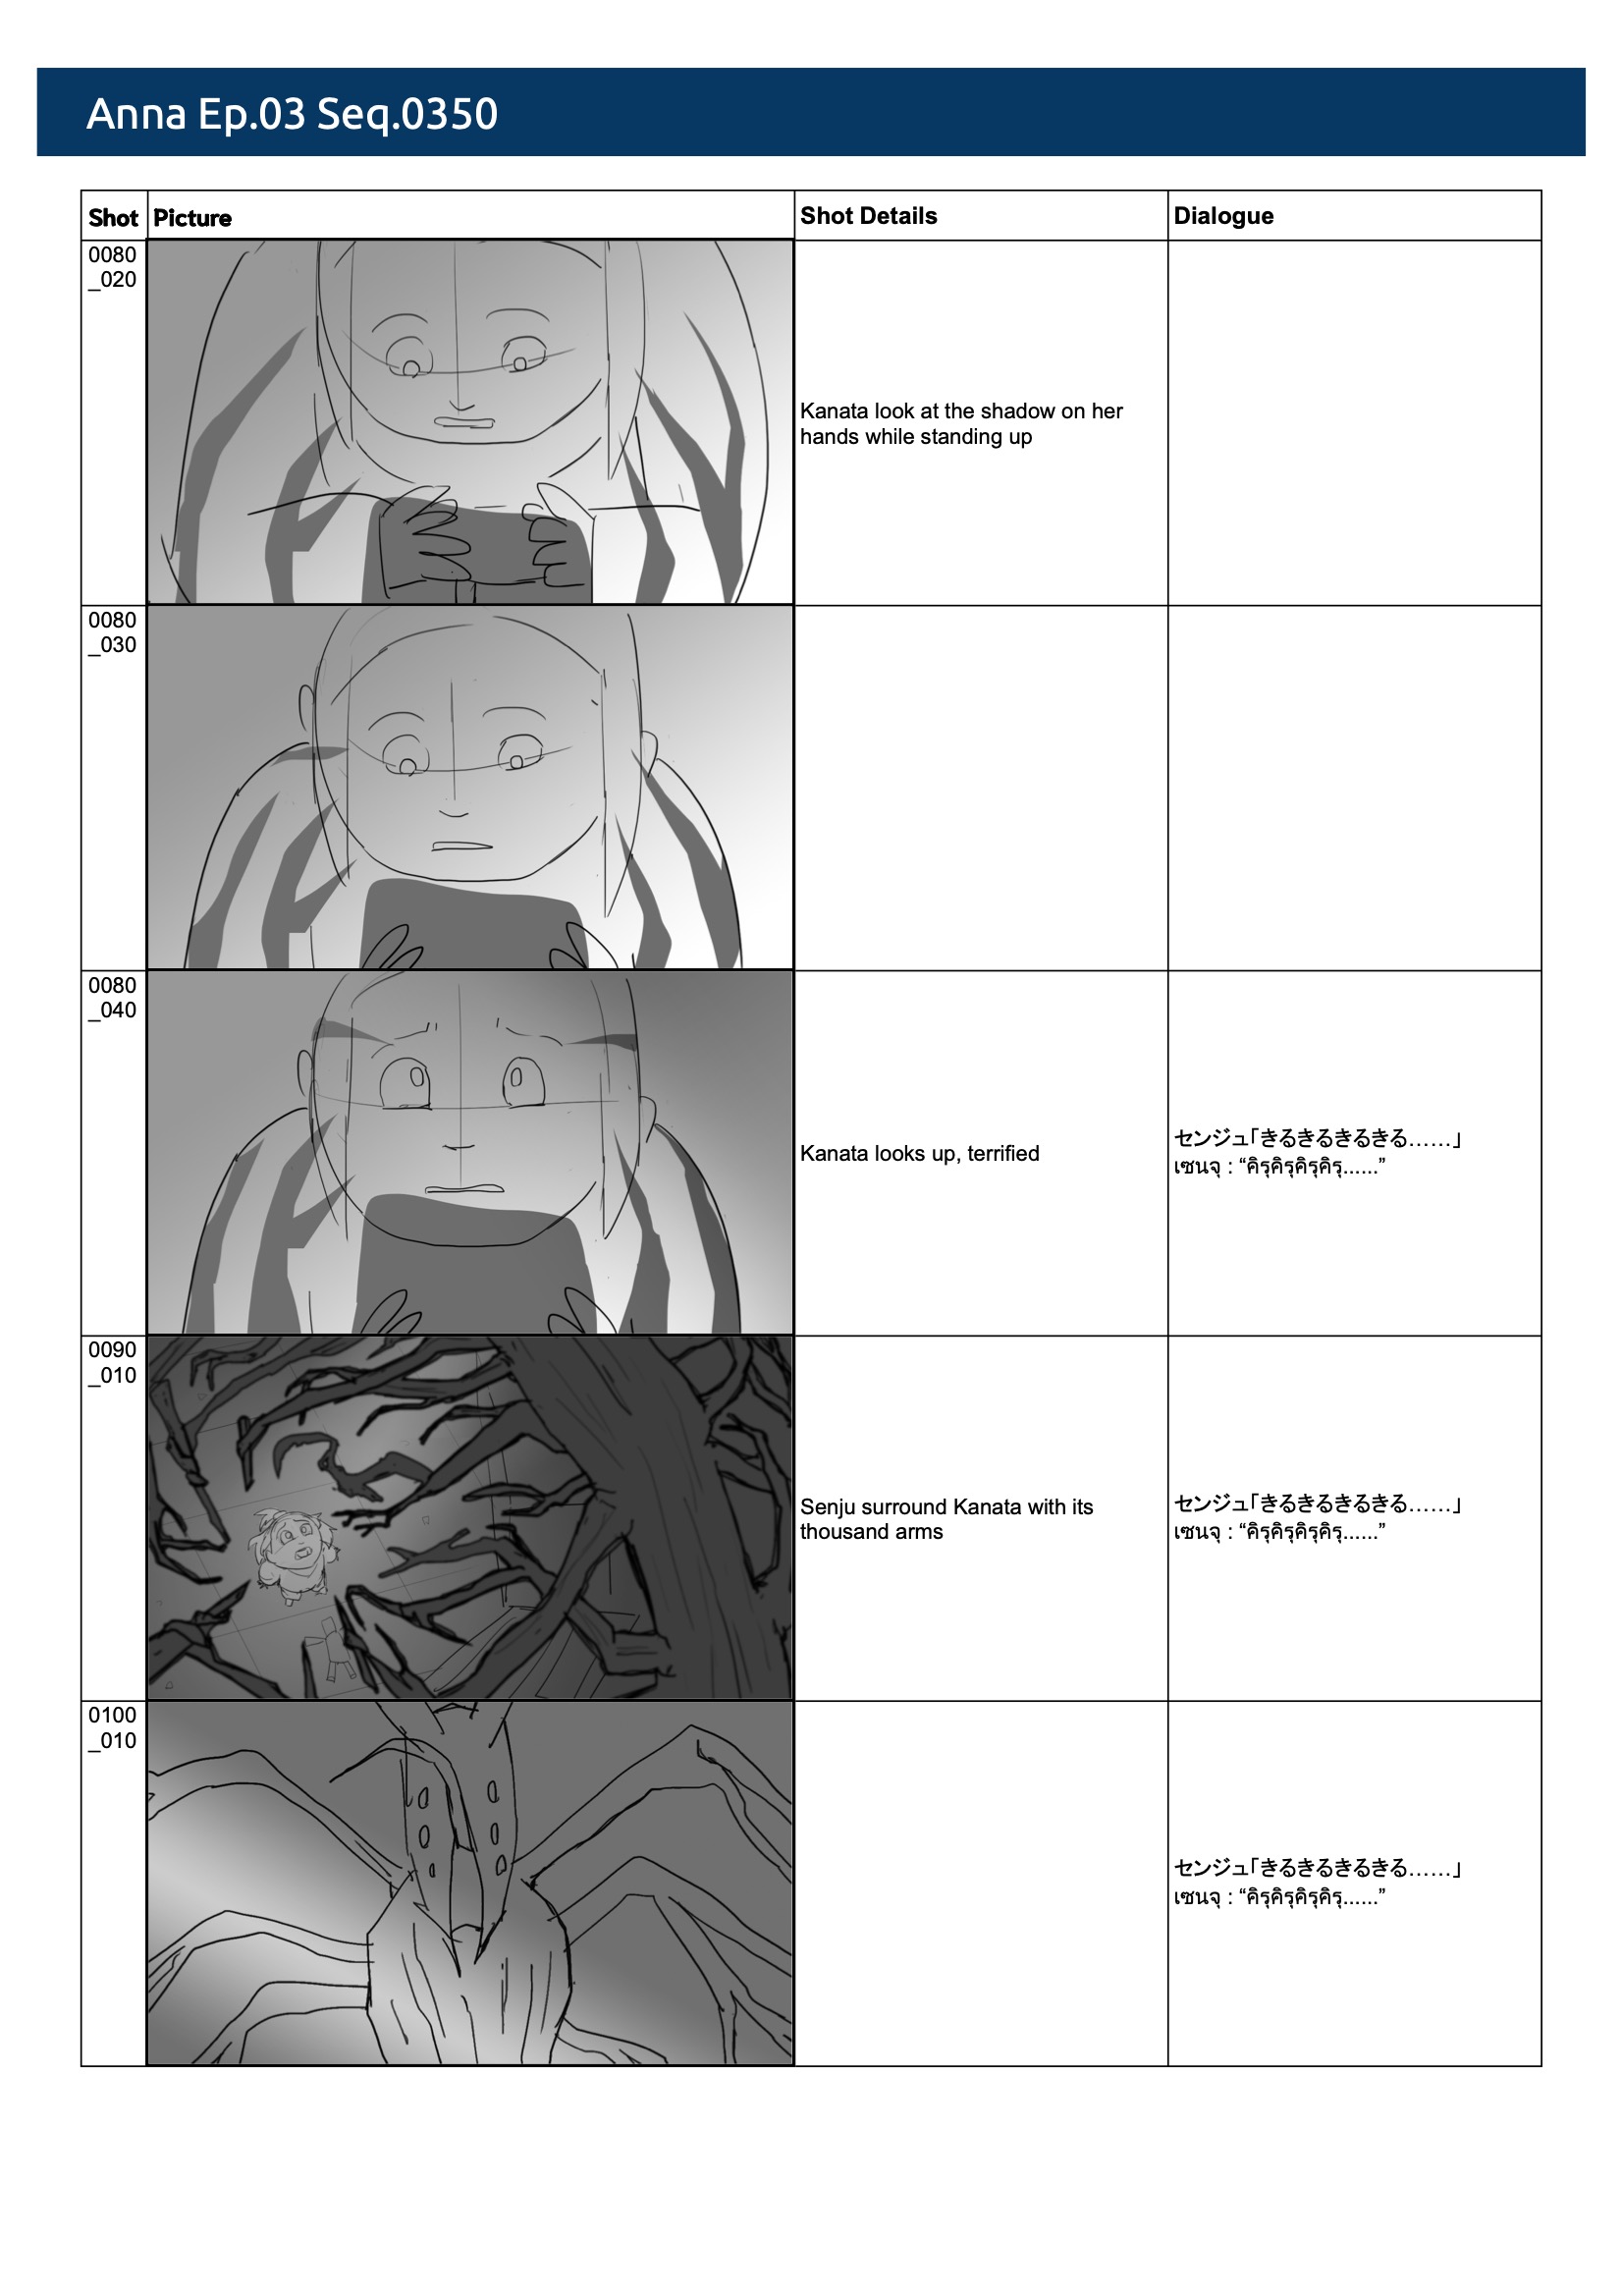 Anna Ep.03 Seq.0350
Shot Picture Shot Details Dialogue
0080
_020
Kanata look at the shadow on her
hands while standing up
0080
_030
0080
_040
Kanata looks up, terrified
センジュ「きるきるきるきる……」
เซนจุ : “คิรุคิรุคิรุคิรุ......”
0090
_010
Senju surround Kanata with its
thousand arms
センジュ「きるきるきるきる……」
เซนจุ : “คิรุคิรุคิรุคิรุ......”
0100
_010
センジュ「きるきるきるきる……」
เซนจุ : “คิรุคิรุคิรุคิรุ......”